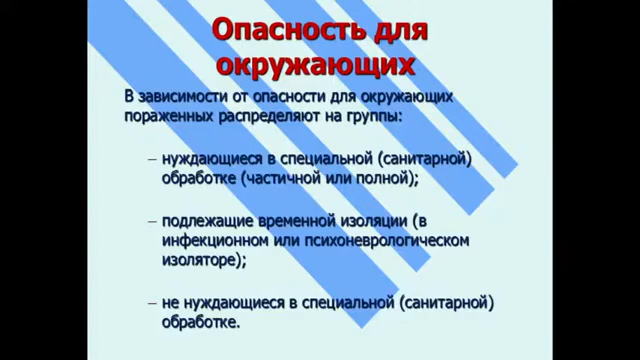 Опасность для
окружающих
В зависимости от опасности для окружающих
пораженных распределяют на группы:
– нуждающиеся в специальной (санитарной)
обработке (частичной или полной);
– подлежащие временной изоляции (в
инфекционном или психоневрологическом
изоляторе);
– не нуждающиеся в специальной (санитарной)
обработке.